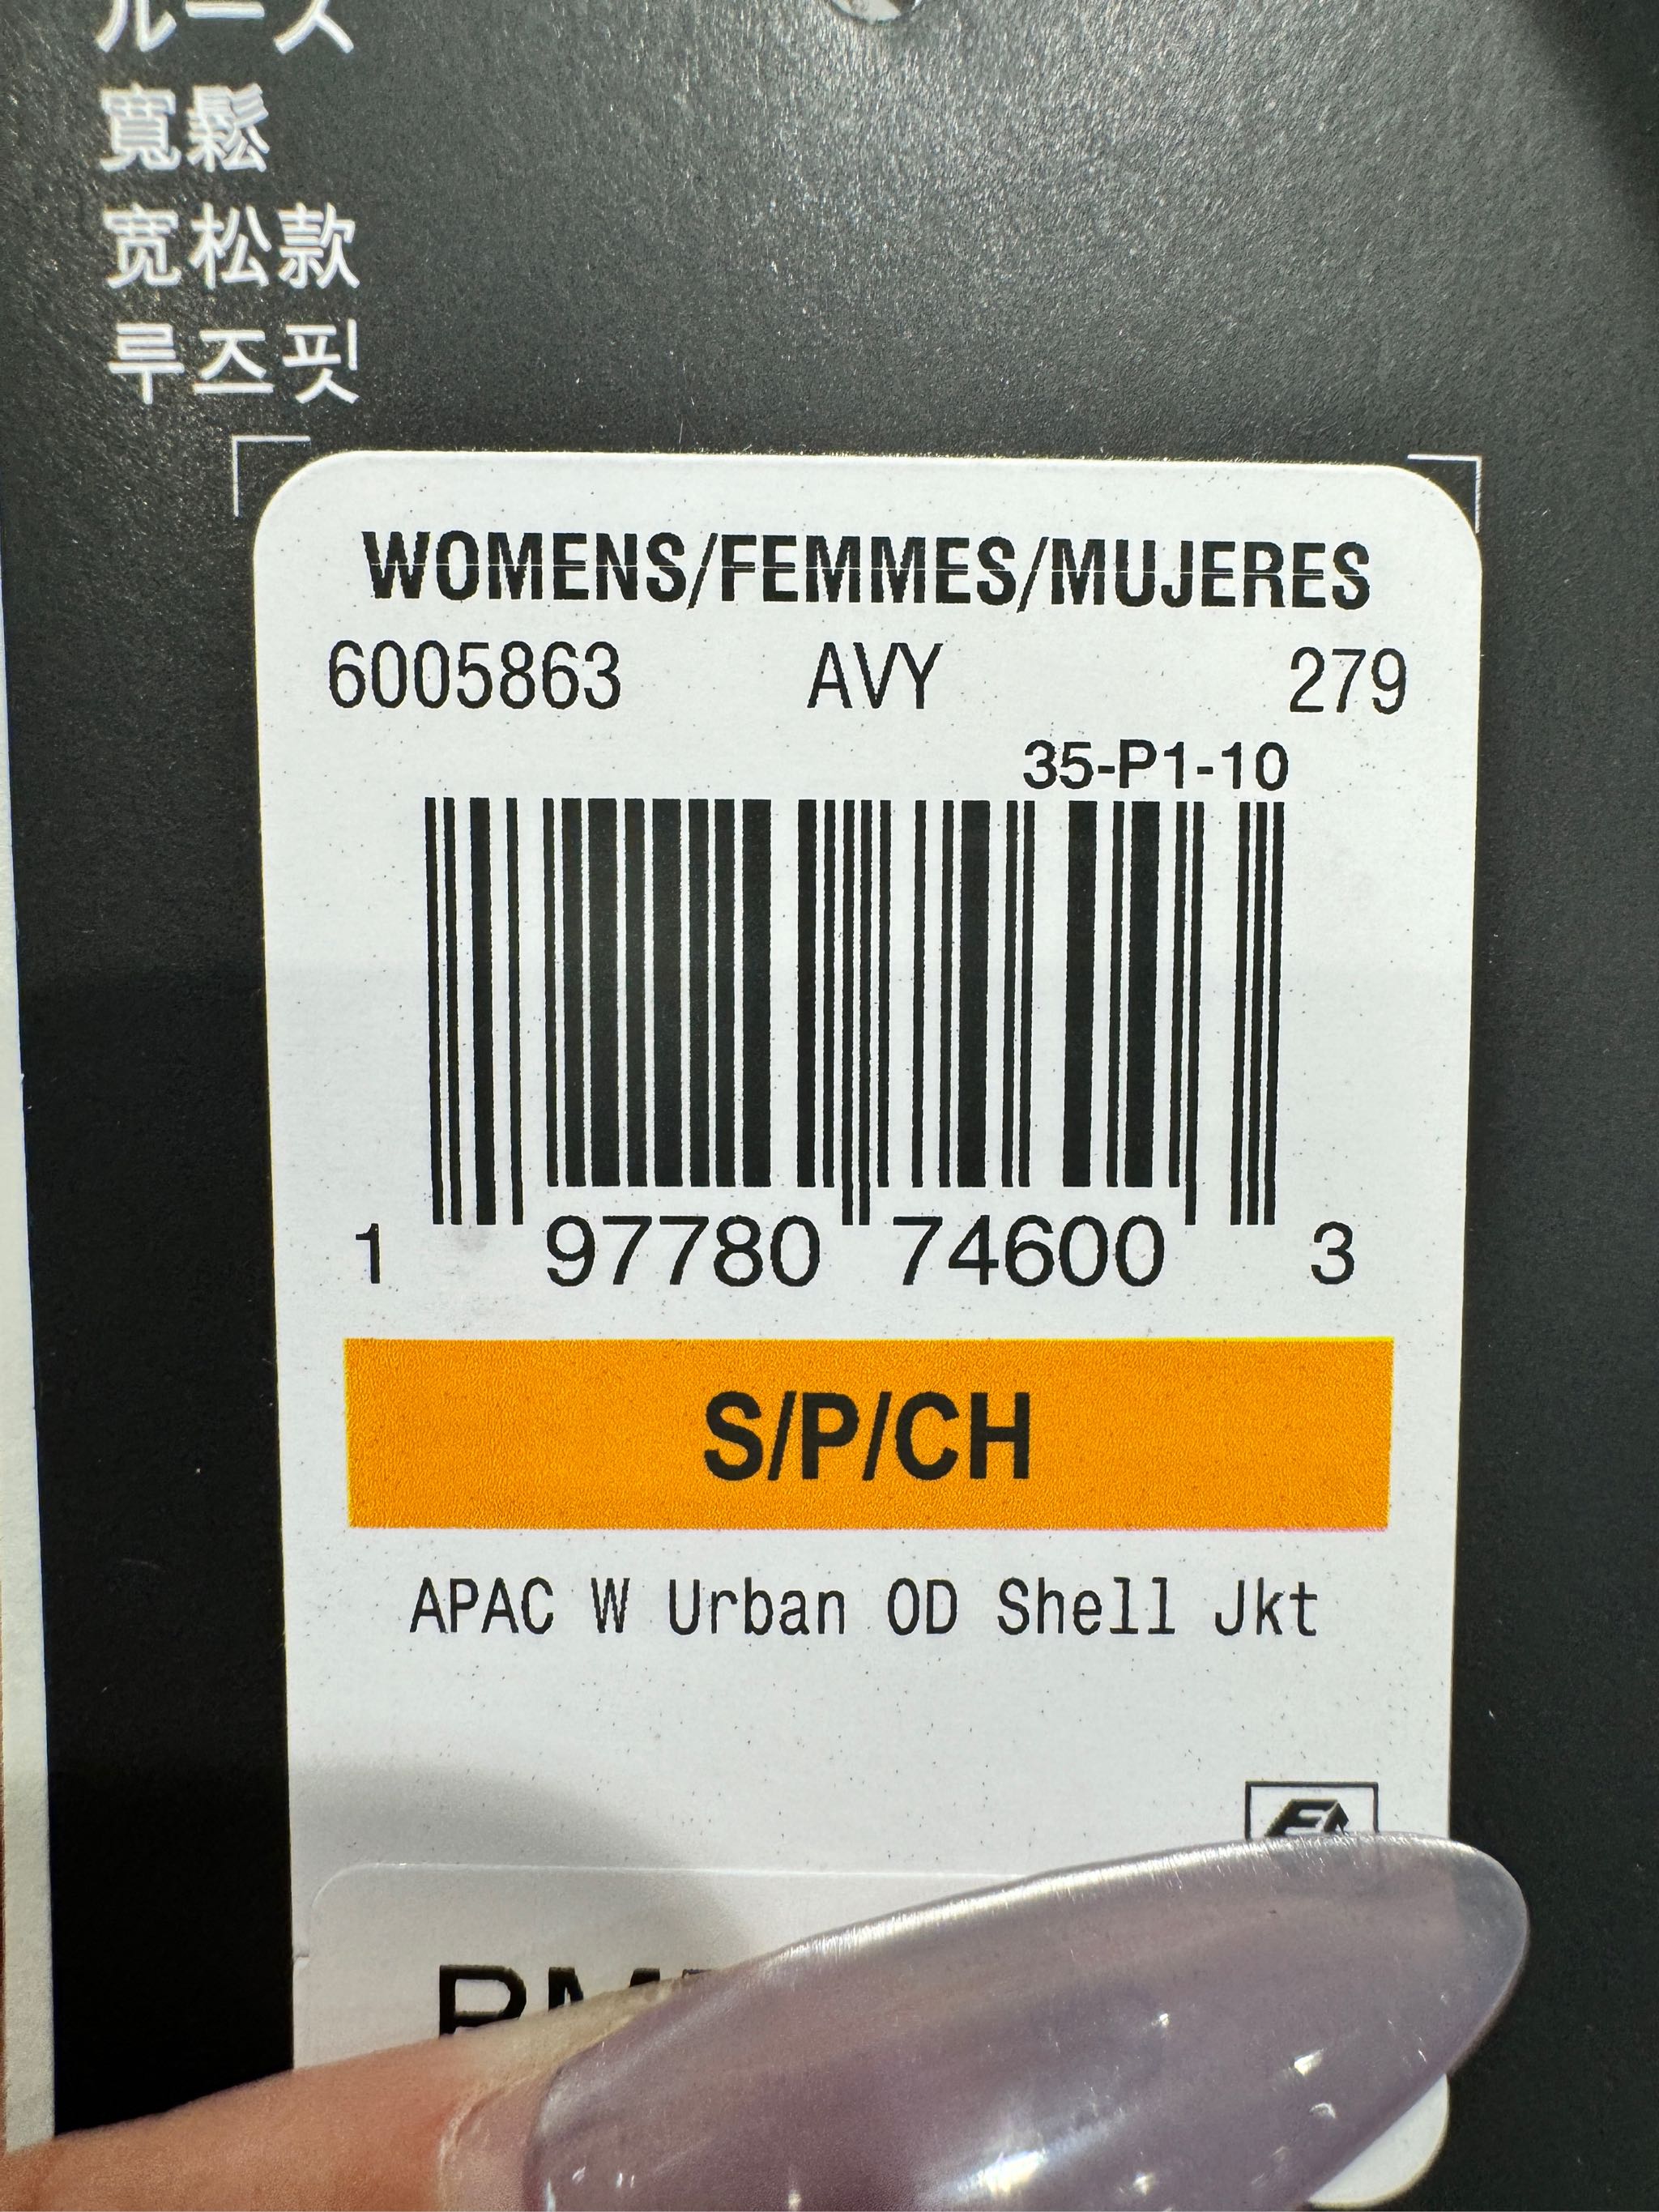 ルース
寬鬆
宽松款
루즈핏
WOMENS/FEMMES/MUJERES
6005863 AVY 279
35-P1-10
1 97780 74600 3
S/P/CH
APAC W Urban OD Shell Jkt